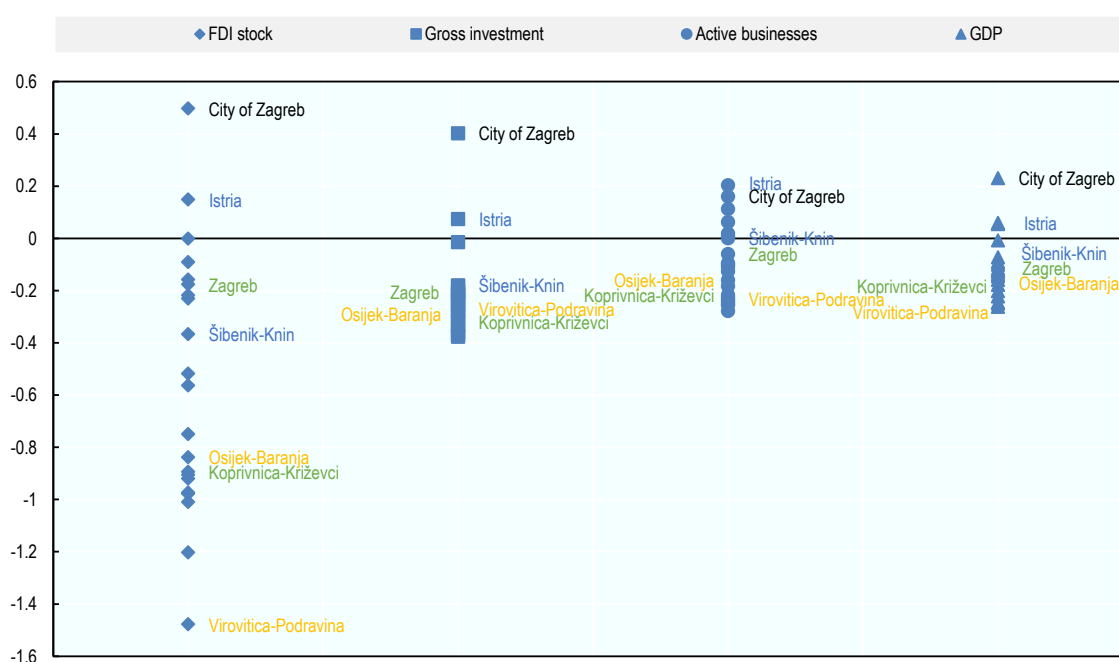 FDI stock
Gross investment
Active businesses
GDP
0.6
0.4
0.2
0
-0.2
-0.4
-0.6
-0.8
-1
-1.2
-1.4
-1.6
City of Zagreb
Istria
Zagreb
Šibenik-Knin
Osijek-Baranja
Koprivnica-Križevci
Virovitica-Podravina
City of Zagreb
Istria
Šibenik-Knin
Zagreb
Virovitica-Podravina
Osijek-Baranja
Koprivnica-Križevci
Istria
City of Zagreb
Šibenik-Knin
Zagreb
Osijek-Baranja
Koprivnica-Križevci
Virovitica-Podravina
City of Zagreb
Istria
Šibenik-Knin
Zagreb
Osijek-Baranja
Koprivnica-Križevci
Virovitica-Podravina